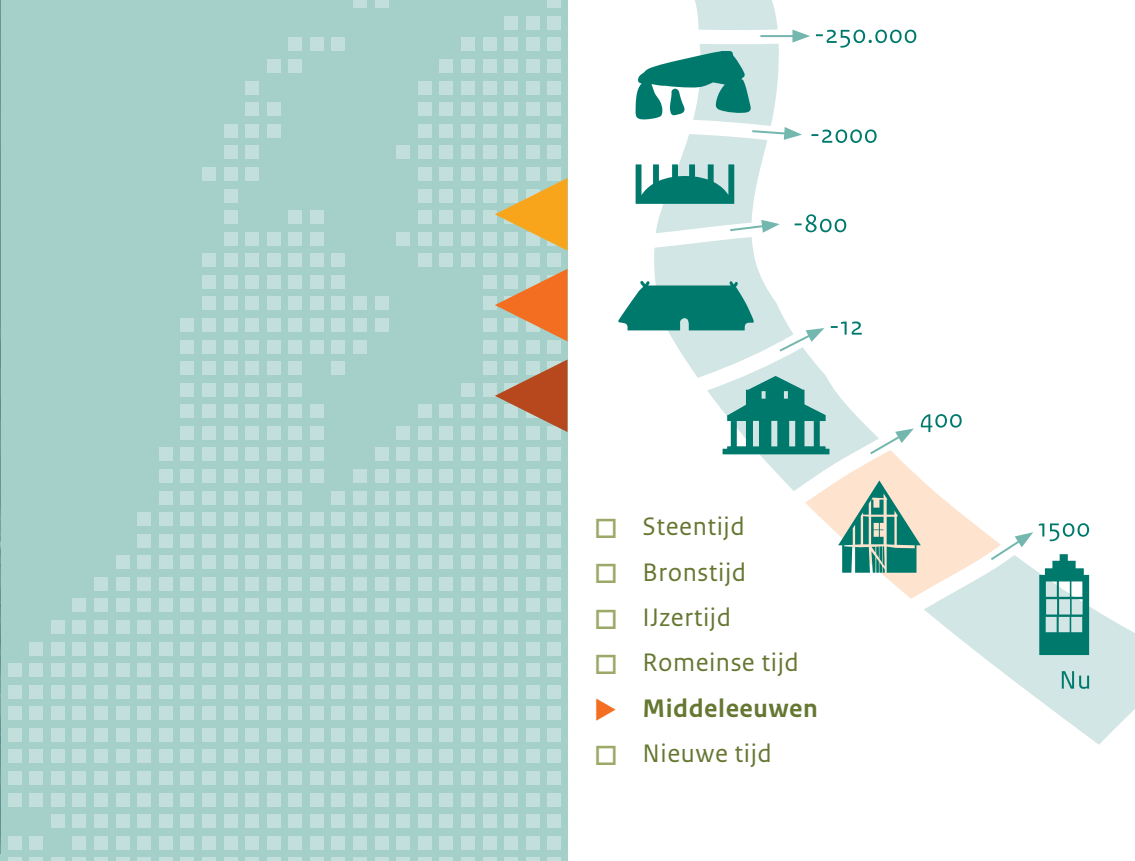 -250.000
-2000
-800
-12
400
1500
Nu
Steentijd
Bronstijd
IJzertijd
Romeinse tijd
Middeleeuwen
Nieuwe tijd